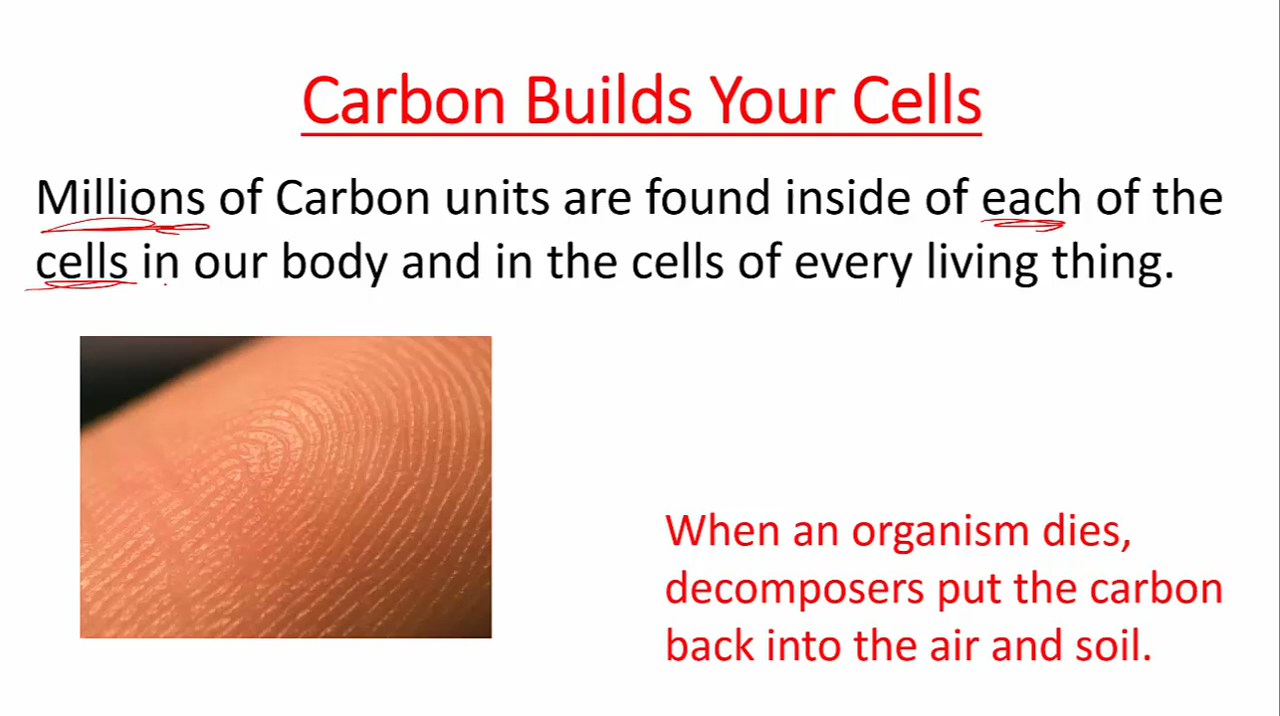 Carbon Builds Your Cells
Millions of Carbon units are found inside of each of the
cells in our body and in the cells of every living thing.
When an organism dies,
decomposers put the carbon
back into the air and soil.